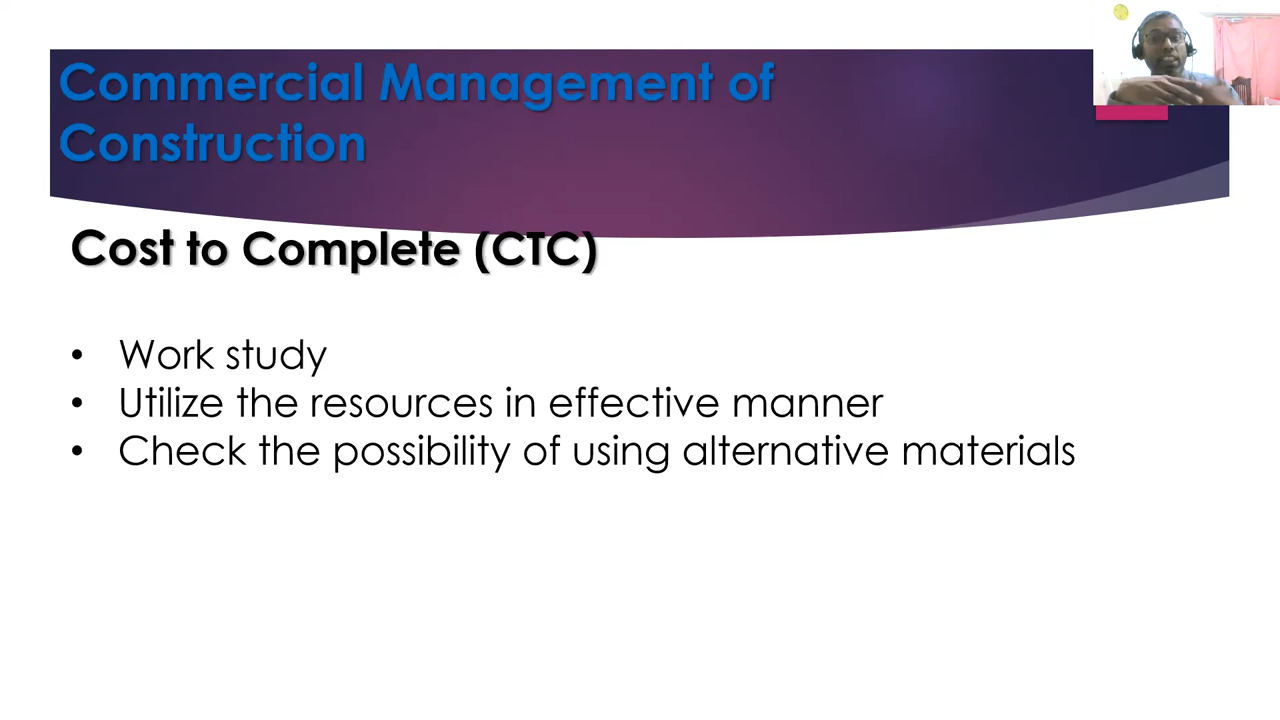 Commercial Management of
Construction
Cost to Complete (CTC)
• Work study
• Utilize the resources in effective manner
• Check the possibility of using alternative materials